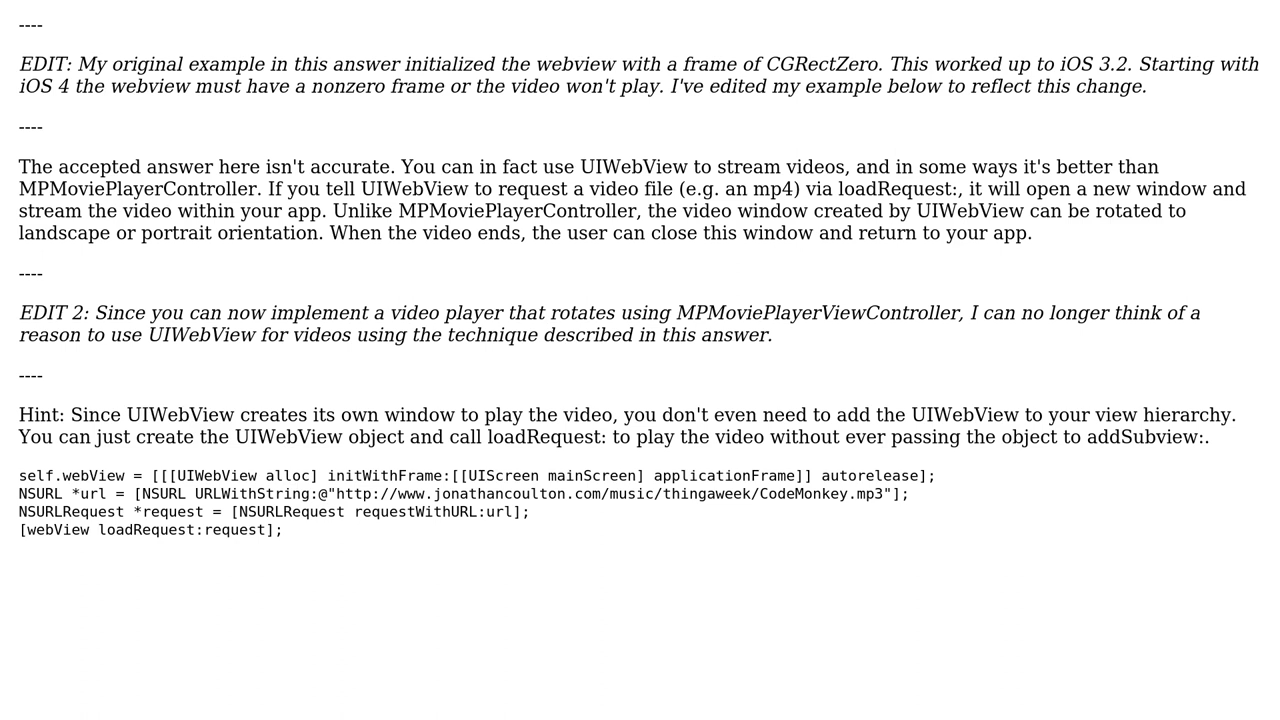 ----
EDIT: My original example in this answer initialized the webview with a frame of CGRectZero. This worked up to iOS 3.2. Starting with
iOS 4 the webview must have a nonzero frame or the video won't play. I've edited my example below to reflect this change.
----
The accepted answer here isn't accurate. You can in fact use UIWebView to stream videos, and in some ways it's better than
MPMoviePlayerController. If you tell UIWebView to request a video file (e.g. an mp4) via loadRequest:, it will open a new window and
stream the video within your app. Unlike MPMoviePlayerController, the video window created by UIWebView can be rotated to
landscape or portrait orientation. When the video ends, the user can close this window and return to your app.
----
EDIT 2: Since you can now implement a video player that rotates using MPMoviePlayerViewController, I can no longer think of a
reason to use UIWebView for videos using the technique described in this answer.
----
Hint: Since UIWebView creates its own window to play the video, you don't even need to add the UIWebView to your view hierarchy.
You can just create the UIWebView object and call loadRequest: to play the video without ever passing the object to addSubview:.
self.webView = [[[UIWebView alloc] initWithFrame:[[UIScreen mainScreen] applicationFrame]] autorelease];
NSURL *url = [NSURL URLWithString:@"http://www.jonathancoulton.com/music/thingaweek/CodeMonkey.mp3"];
NSURLRequest *request = [NSURLRequest requestWithURL:url];
[webView loadRequest:request];